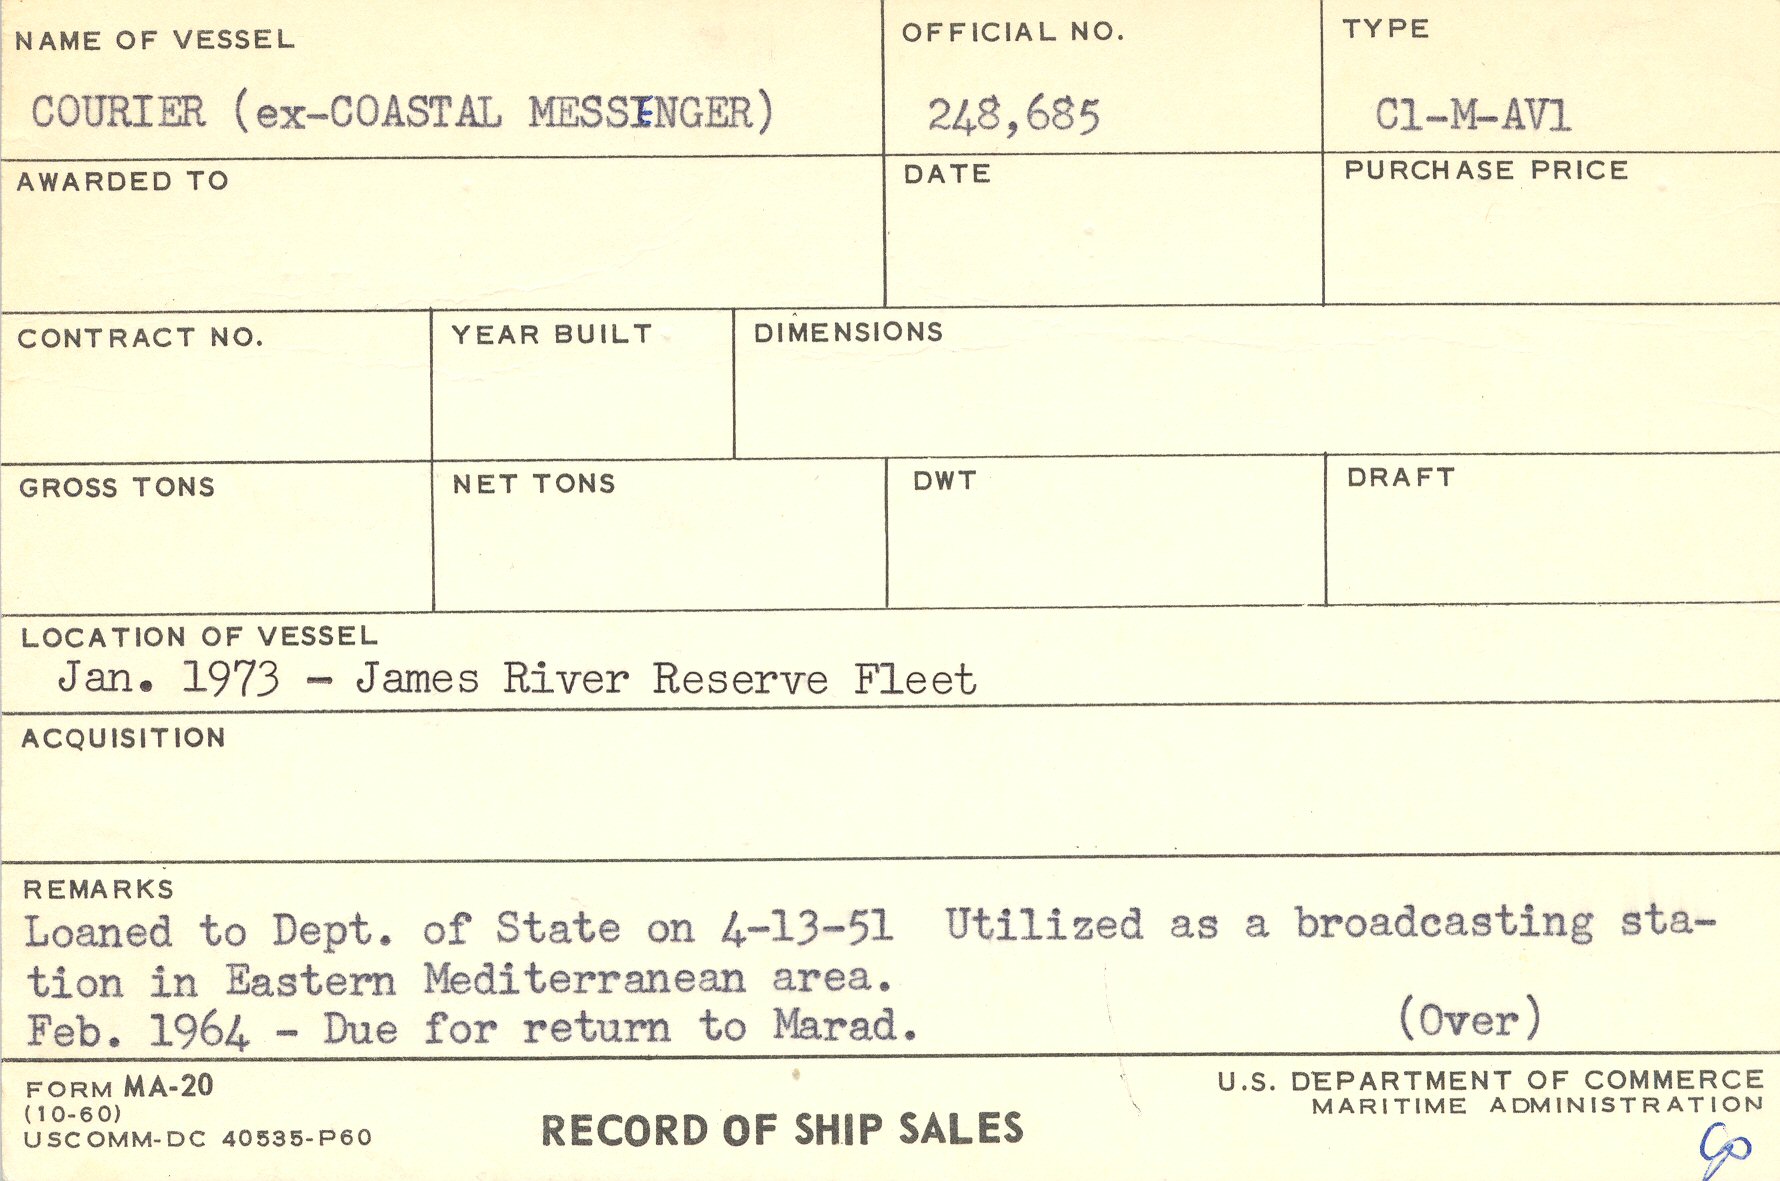 NAME OF VESSEL
COURIER (ex-COASTAL MESSENGER)
OFFICIAL NO.
248,685
TYPE
C1-M-AV1
AWARDED TO
DATE
PURCHASE PRICE
CONTRACT NO.
YEAR BUILT
DIMENSIONS
GROSS TONS
NET TONS
DWT
DRAFT
LOCATION OF VESSEL
Jan. 1973 - James River Reserve Fleet
ACQUISITION
REMARKS
Loaned to Dept. of State on 4-13-51  Utilized as a broadcasting sta-
tion in Eastern Mediterranean area.
Feb. 1964 - Due for return to Marad. (Over)
FORM MA-20
(10-60)
USCOMM-DC 40535-P60
RECORD OF SHIP SALES
U.S. DEPARTMENT OF COMMERCE
MARITIME ADMINISTRATION